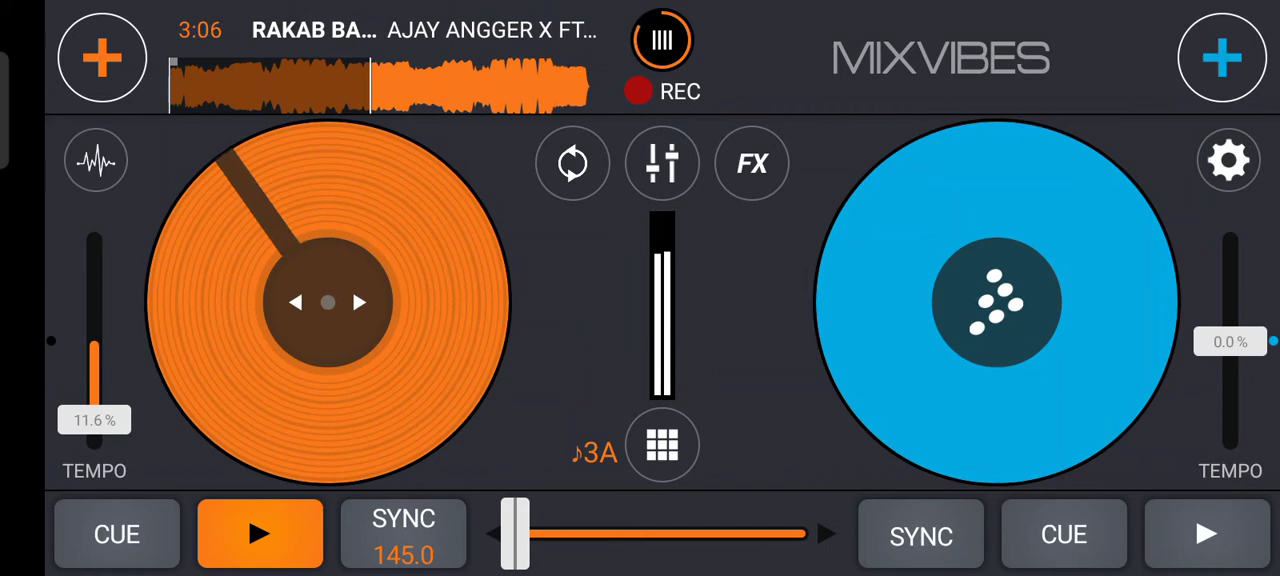 3:06 RAKAB BA... AJAY ANGGER X FT...
REC
MIXVIBES
FX
11.6 %
0.0 %
♪3A
TEMPO
TEMPO
CUE
SYNC
145.0
SYNC
CUE